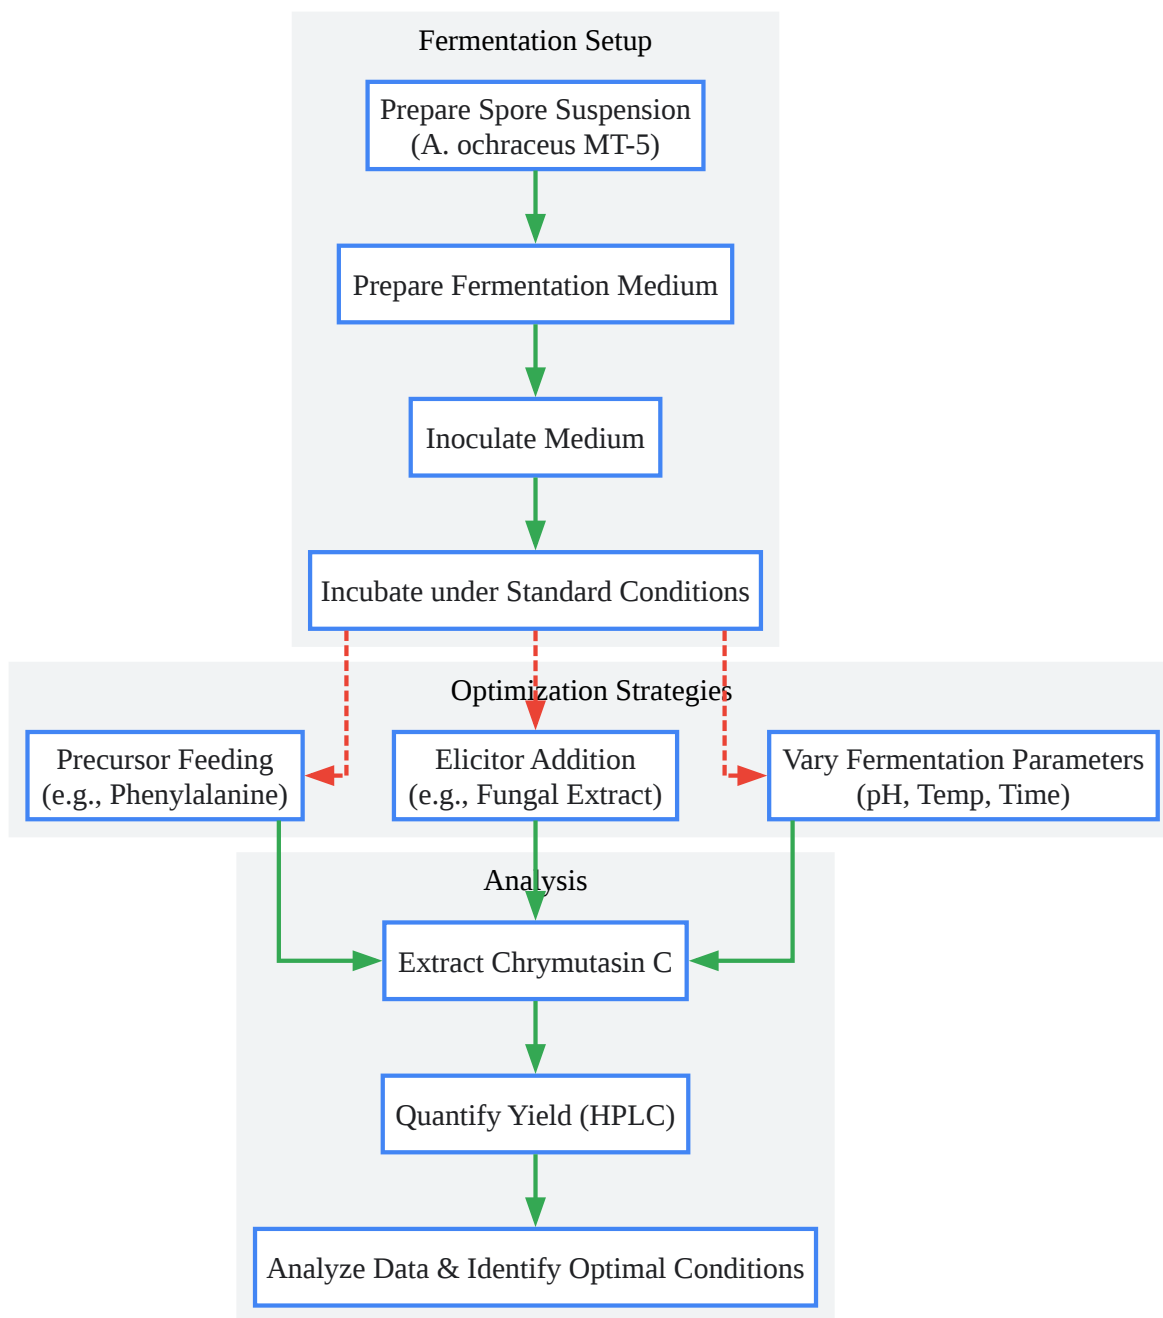 Fermentation Setup
Prepare Spore Suspension
(A. ochraceus MT-5)
Prepare Fermentation Medium
Inoculate Medium
Incubate under Standard Conditions
Optimization Strategies
Precursor Feeding
(e.g., Phenylalanine)
Elicitor Addition
(e.g., Fungal Extract)
Vary Fermentation Parameters
(pH, Temp, Time)
Analysis
Extract Chrymutasin C
Quantify Yield (HPLC)
Analyze Data & Identify Optimal Conditions